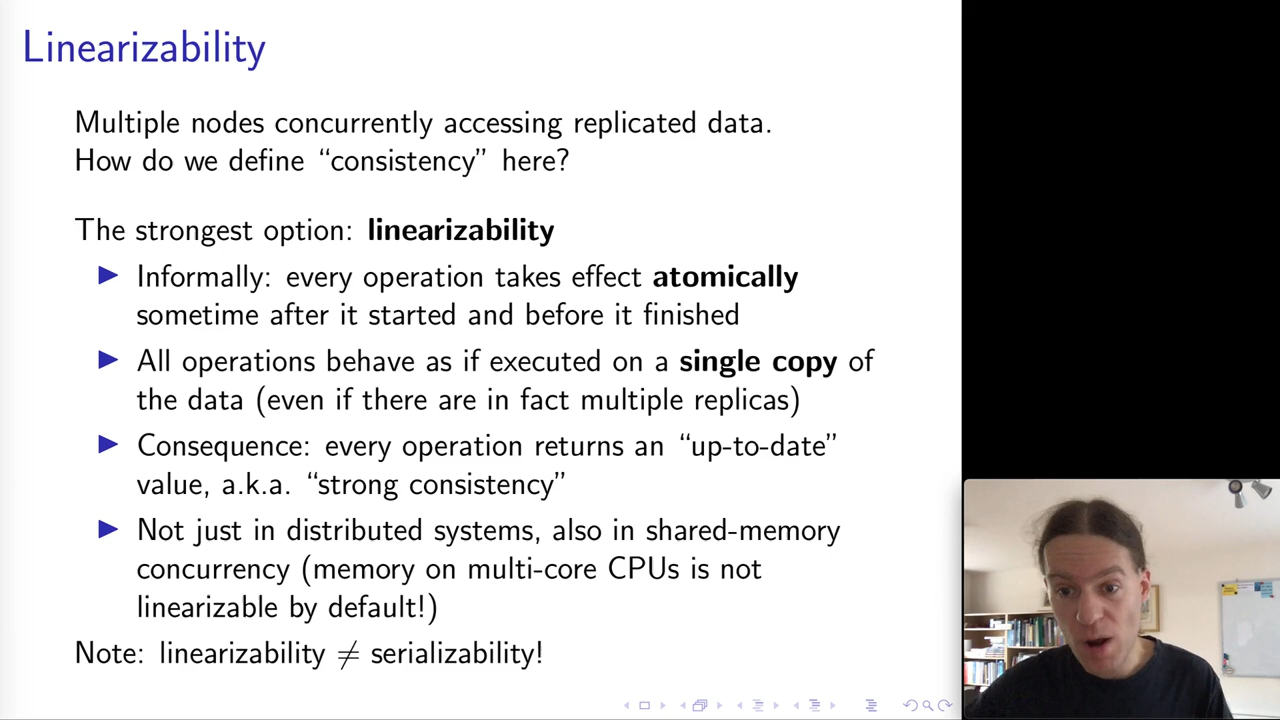 Linearizability
Multiple nodes concurrently accessing replicated data.
How do we define “consistency” here?
The strongest option: linearizability
▶ Informally: every operation takes effect atomically
sometime after it started and before it finished
▶ All operations behave as if executed on a single copy of
the data (even if there are in fact multiple replicas)
▶ Consequence: every operation returns an “up-to-date”
value, a.k.a. “strong consistency”
▶ Not just in distributed systems, also in shared-memory
concurrency (memory on multi-core CPUs is not
linearizable by default!)
Note: linearizability ≠ serializability!